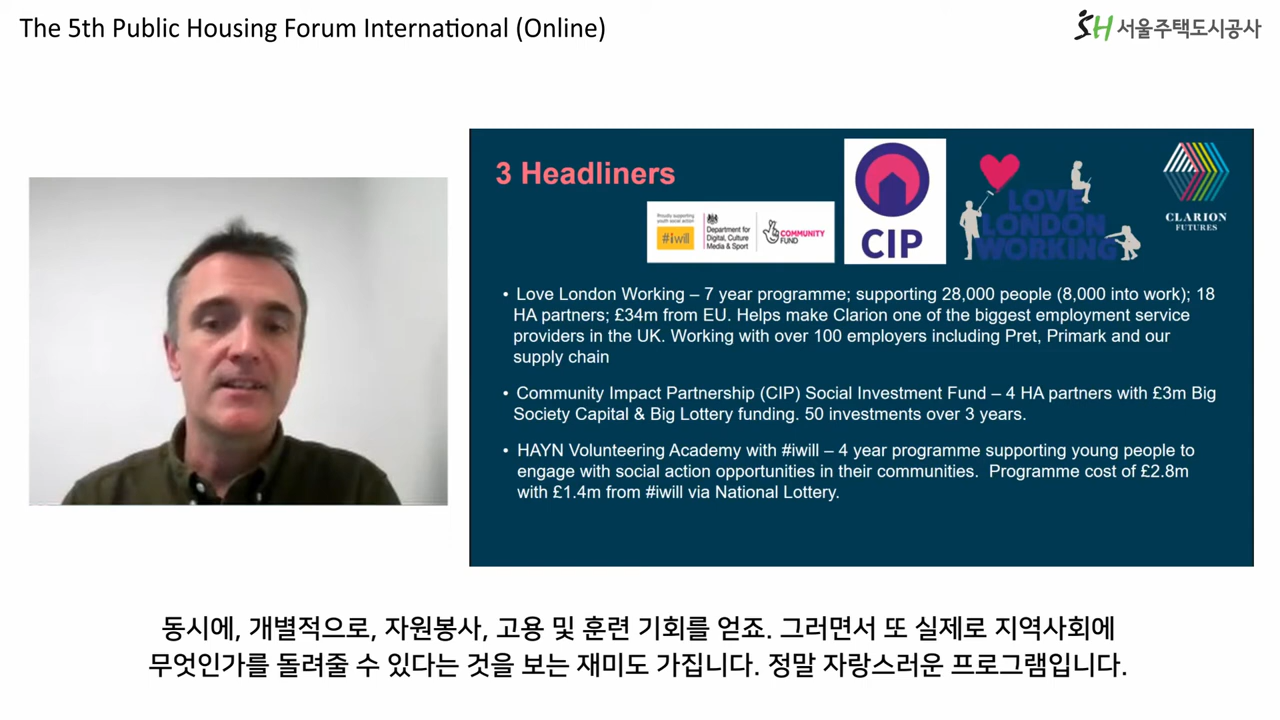 The 5th Public Housing Forum International (Online)
SH 서울주택도시공사
3 Headliners
Proudly supporting
youth social action
#iwill
Department for
Digital, Culture
Media & Sport
COMMUNITY
FUND
CIP
LOVE
LONDON
WORKING
CLARION
FUTURES
• Love London Working – 7 year programme; supporting 28,000 people (8,000 into work); 18
HA partners; £34m from EU. Helps make Clarion one of the biggest employment service
providers in the UK. Working with over 100 employers including Pret, Primark and our
supply chain
• Community Impact Partnership (CIP) Social Investment Fund – 4 HA partners with £3m Big
Society Capital & Big Lottery funding. 50 investments over 3 years.
• HAYN Volunteering Academy with #iwill – 4 year programme supporting young people to
engage with social action opportunities in their communities. Programme cost of £2.8m
with £1.4m from #iwill via National Lottery.
동시에, 개별적으로, 자원봉사, 고용 및 훈련 기회를 얻죠. 그러면서 또 실제로 지역사회에
무엇인가를 돌려줄 수 있다는 것을 보는 재미도 가집니다. 정말 자랑스러운 프로그램입니다.